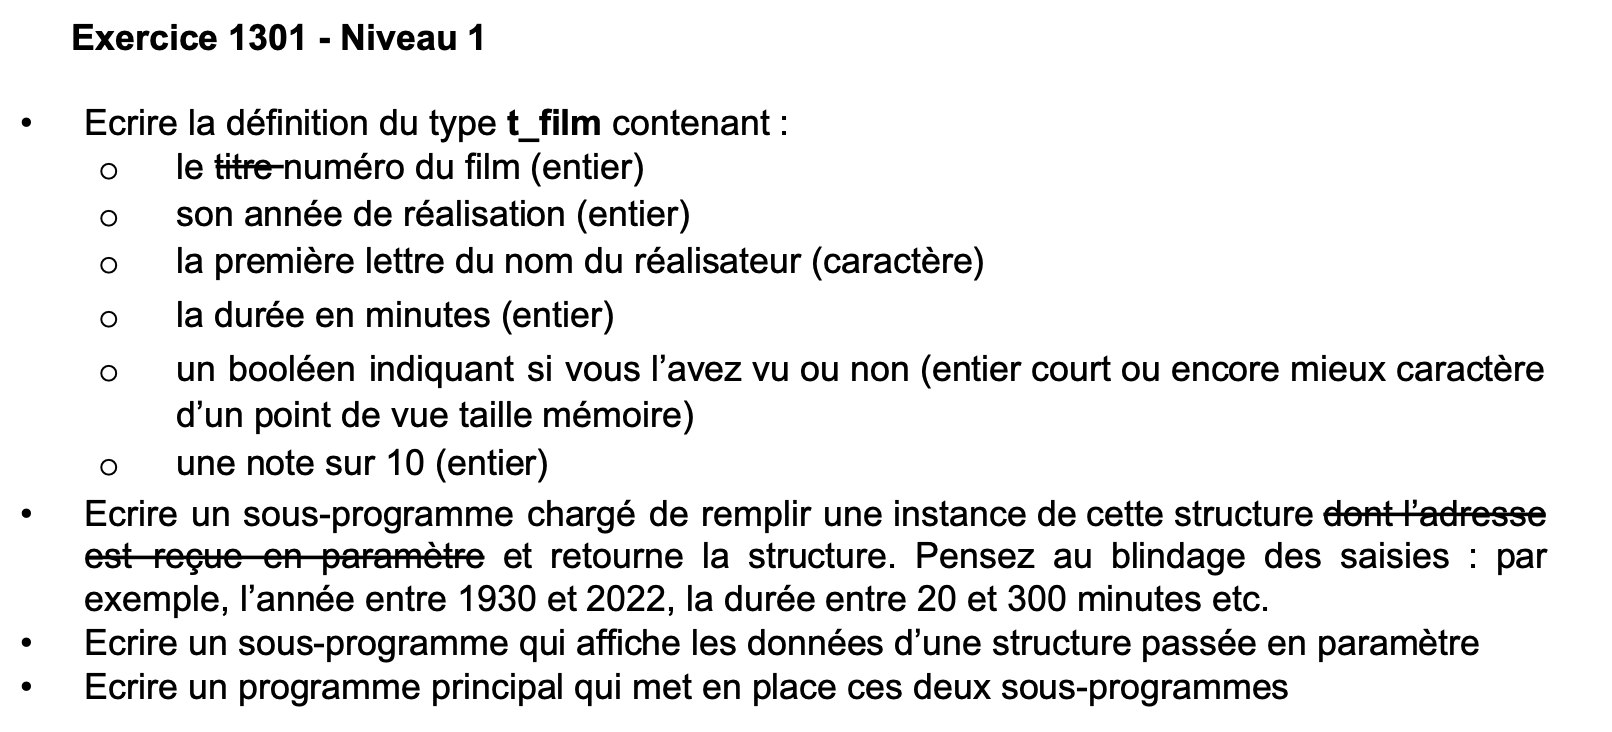 Exercice 1301 - Niveau 1
• Ecrire la définition du type t_film contenant :
o le titre numéro du film (entier)
o son année de réalisation (entier)
o la première lettre du nom du réalisateur (caractère)
o la durée en minutes (entier)
o un booléen indiquant si vous l’avez vu ou non (entier court ou encore mieux caractère
d’un point de vue taille mémoire)
o une note sur 10 (entier)
• Ecrire un sous-programme chargé de remplir une instance de cette structure dont l’adresse
est reçue en paramètre et retourne la structure. Pensez au blindage des saisies : par
exemple, l’année entre 1930 et 2022, la durée entre 20 et 300 minutes etc.
• Ecrire un sous-programme qui affiche les données d’une structure passée en paramètre
• Ecrire un programme principal qui met en place ces deux sous-programmes